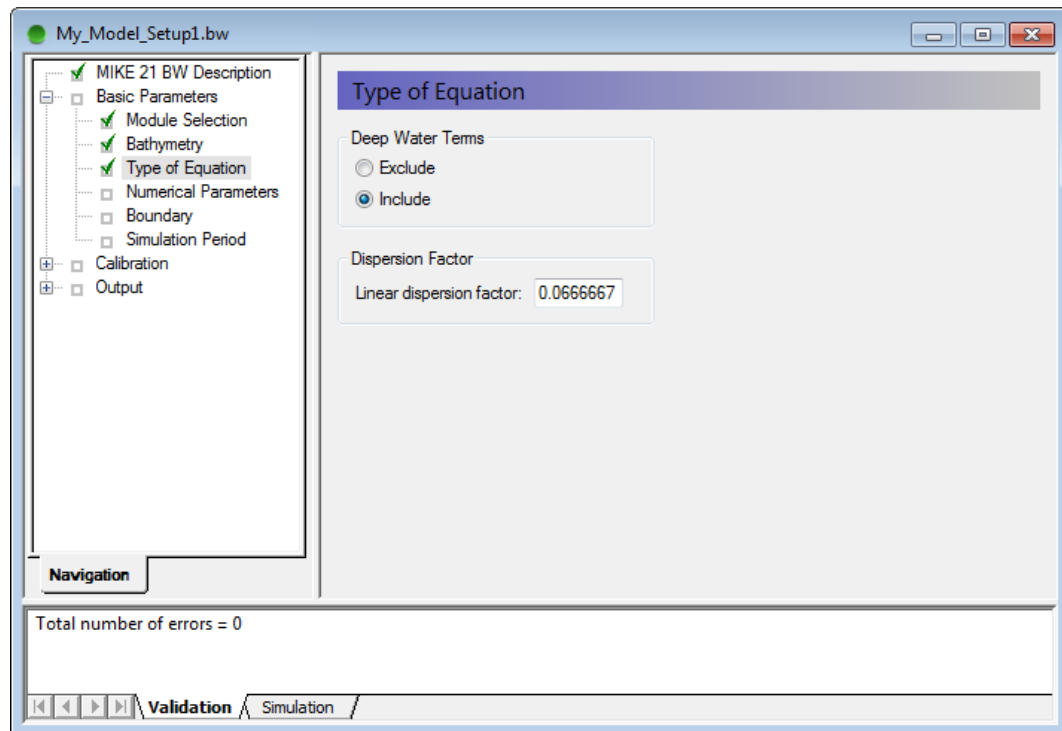 My_Model_Setup1.bw
MIKE 21 BW Description
Basic Parameters
Module Selection
Bathymetry
Type of Equation
Numerical Parameters
Boundary
Simulation Period
Calibration
Output
Navigation
Type of Equation
Deep Water Terms
Exclude
Include
Dispersion Factor
Linear dispersion factor: 0.0666667
Total number of errors = 0
Validation Simulation